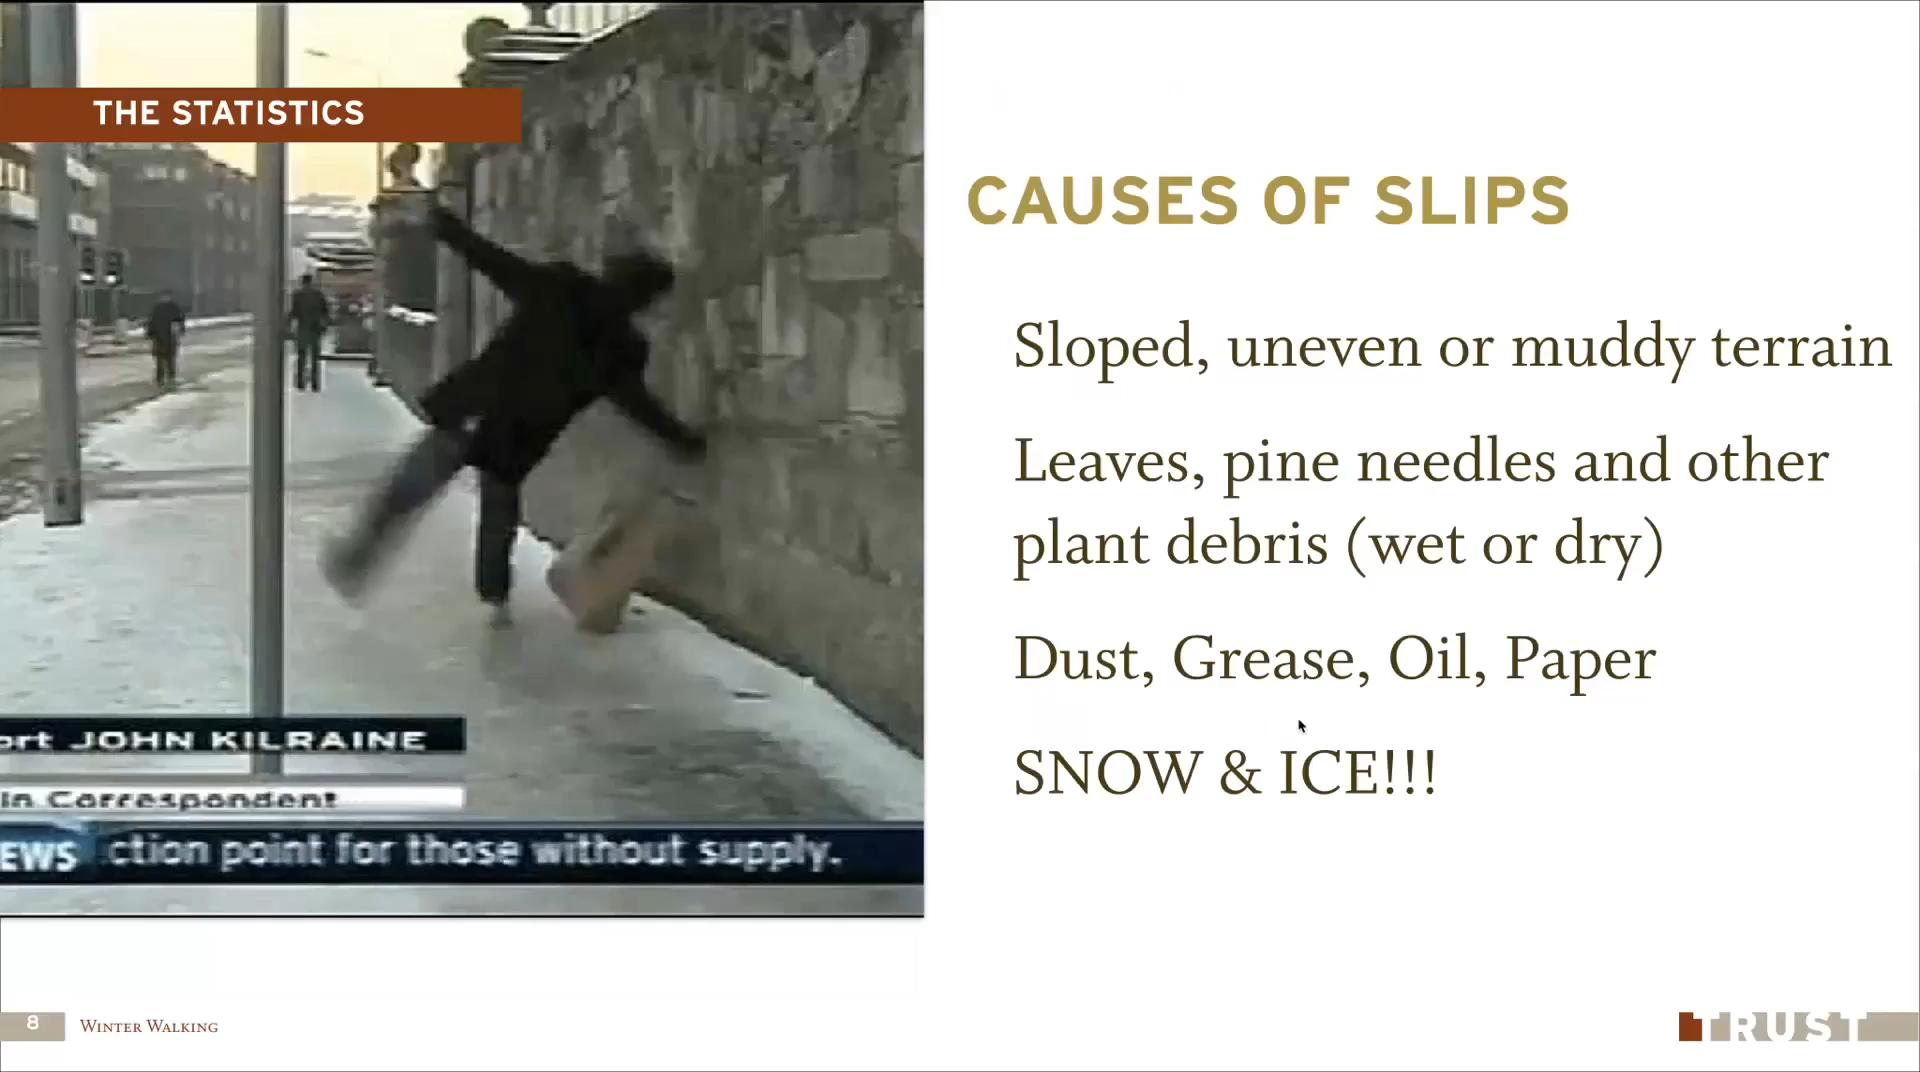 THE STATISTICS
ort JOHN KILRAINE
in Correspondent
EWS ction point for those without supply.
CAUSES OF SLIPS
Sloped, uneven or muddy terrain
Leaves, pine needles and other
plant debris (wet or dry)
Dust, Grease, Oil, Paper
SNOW & ICE!!!
8 WINTER WALKING
TRUST